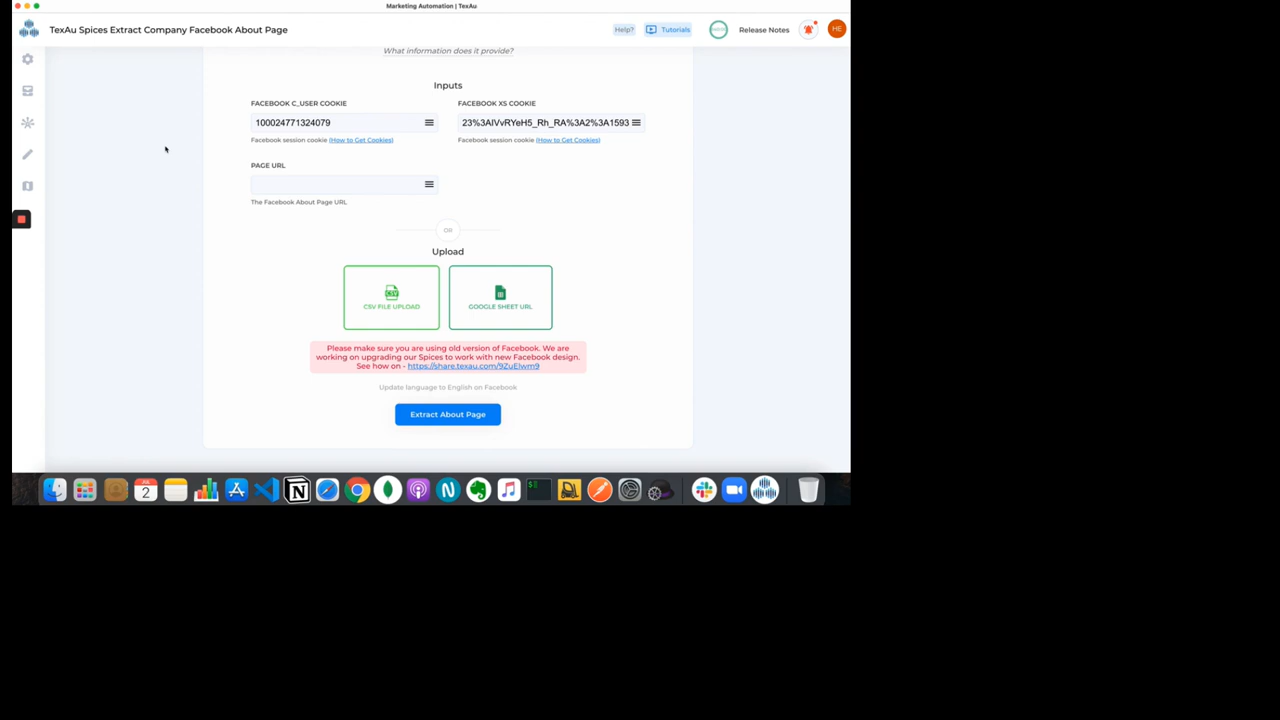 Marketing Automation | TexAu
TexAu Spices Extract Company Facebook About Page
Help?
Tutorials
Release Notes
HE
What information does it provide?
Inputs
FACEBOOK C_USER COOKIE
FACEBOOK XS COOKIE
100024771324079
23%3AIVvRYeH5_Rh_RA%3A2%3A1593
Facebook session cookie (How to Get Cookies)
Facebook session cookie (How to Get Cookies)
PAGE URL
The Facebook About Page URL
OR
Upload
CSV
CSV FILE UPLOAD
GOOGLE SHEET URL
Please make sure you are using old version of Facebook. We are
working on upgrading our Spices to work with new Facebook design.
See how on - https://share.texau.com/9ZuElwm9
Update language to English on Facebook
Extract About Page
JUL
2